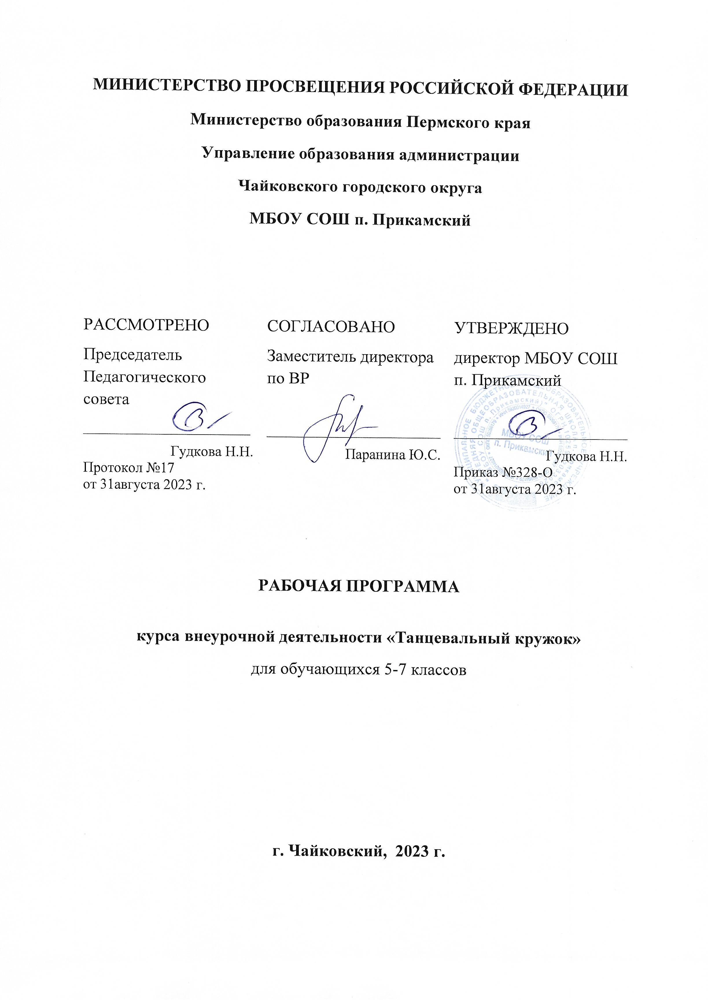 МИНИСТЕРСТВО ПРОСВЕЩЕНИЯ РОССИЙСКОЙ ФЕДЕРАЦИИ
Министерство образования Пермского края
Управление образования администрации
Чайковского городского округа
МБОУ СОШ п. Прикамский
РАССМОТРЕНО
Председатель
Педагогического
совета
Гудкова Н.Н.
Протокол №17
от 31августа 2023 г.
СОГЛАСОВАНО
Заместитель директора
по ВР
Паранина Ю.С.
УТВЕРЖДЕНО
директор МБОУ СОШ
п. Прикамский
МБОУ СОШ
п. Прикамский
Гудкова Н.Н.
Приказ №328-О
от 31августа 2023 г.
РАБОЧАЯ ПРОГРАММА
курса внеурочной деятельности «Танцевальный кружок»
для обучающихся 5-7 классов
г. Чайковский, 2023 г.